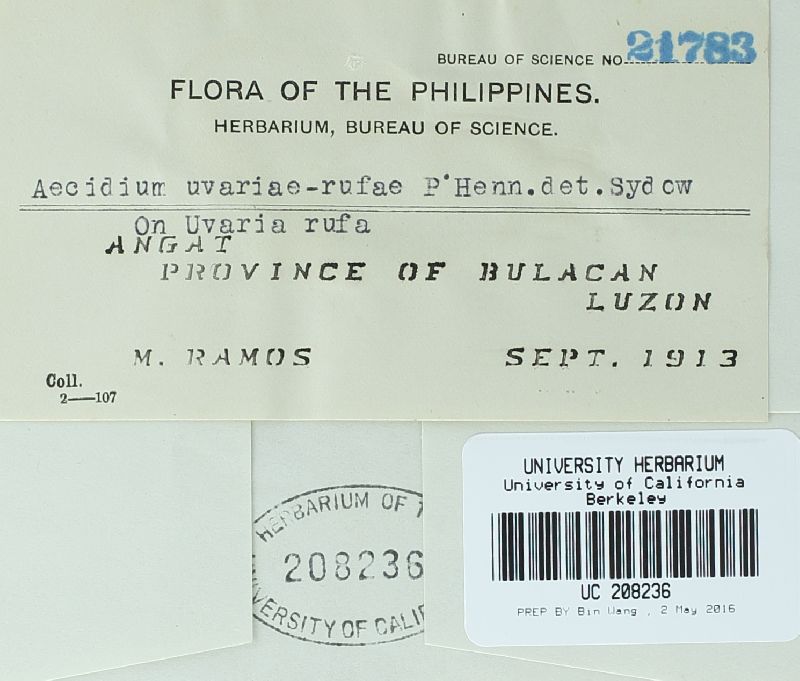 BUREAU OF SCIENCE NO. 21783
FLORA OF THE PHILIPPINES.
HERBARIUM, BUREAU OF SCIENCE.
Aecidium uvariae-rufae P'Henn.det.Sydow
On Uvaria rufa
ANGAT
PROVINCE OF BULACAN
LUZON
M. RAMOS SEPT. 1913
Coll.
2—107
HERBARIUM OF T
208236
UNIVERSITY OF CALIF
UNIVERSITY HERBARIUM
University of California
Berkeley
UC 208236
PREP BY Bin Wang , 2 May 2016